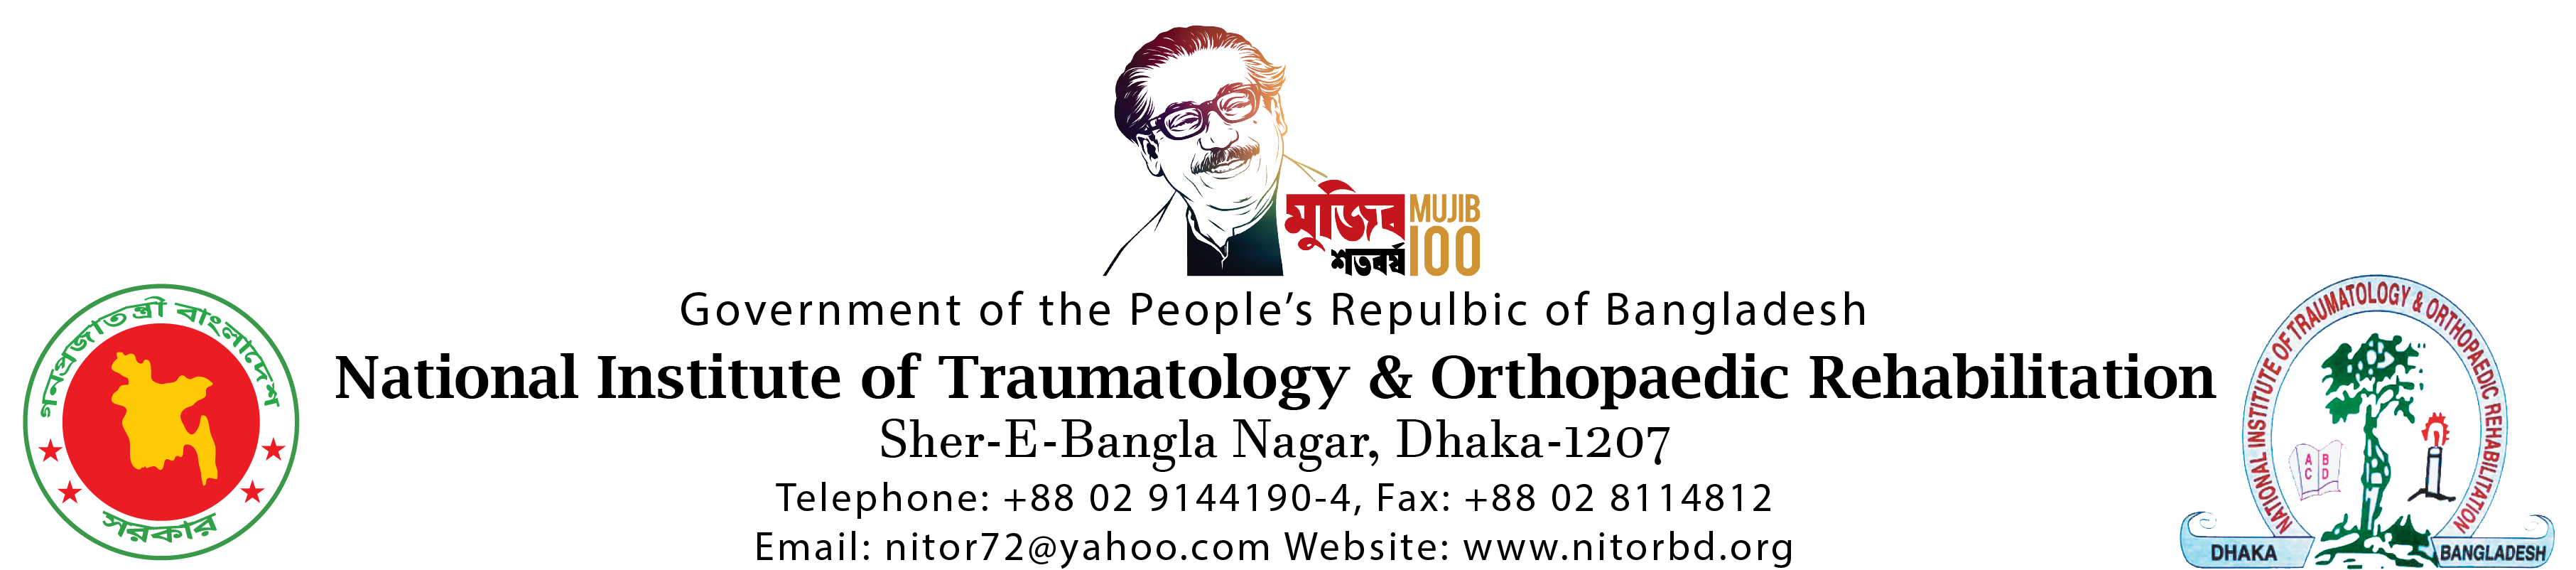 মুজিব
শতবর্ষ
MUJIB
100
Government of the People’s Repulbic of Bangladesh
National Institute of Traumatology & Orthopaedic Rehabilitation
Sher-E-Bangla Nagar, Dhaka-1207
Telephone: +88 02 9144190-4, Fax: +88 02 8114812
Email: nitor72@yahoo.com Website: www.nitorbd.org
গনপ্রজাতন্ত্রী বাংলাদেশ
সরকার
NATIONAL INSTITUTE OF TRAUMATOLOGY & ORTHOPAEDIC REHABILITATION
A B
C D
DHAKA
BANGLADESH